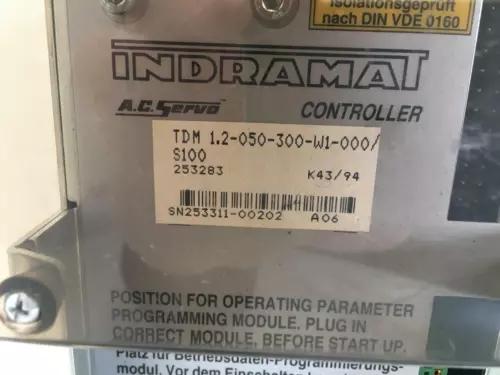 Isolationsgeprüft
nach DIN VDE 0160
INDRAMAT
A.C. Servo CONTROLLER
TDM 1.2-050-300-W1-000/
S100
253283 K43/94
SN253311-00202 A06
POSITION FOR OPERATING PARAMETER
PROGRAMMING MODULE. PLUG IN
CORRECT MODULE, BEFORE START UP.
Platz für Betriebsdaten-Programmierungs-
modul. Vor dem Einschalten